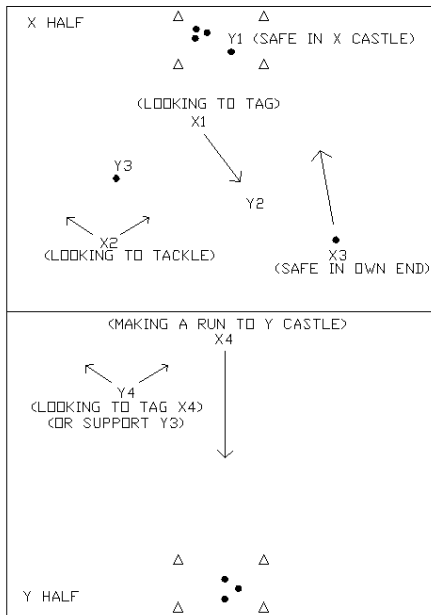 X HALF
Y1 (SAFE IN X CASTLE)
(LOOKING TO TAG)
X1
Y3
Y2
X2
(LOOKING TO TACKLE)
X3
(SAFE IN OWN END)
(MAKING A RUN TO Y CASTLE)
X4
Y4
(LOOKING TO TAG X4)
(OR SUPPORT Y3)
Y HALF